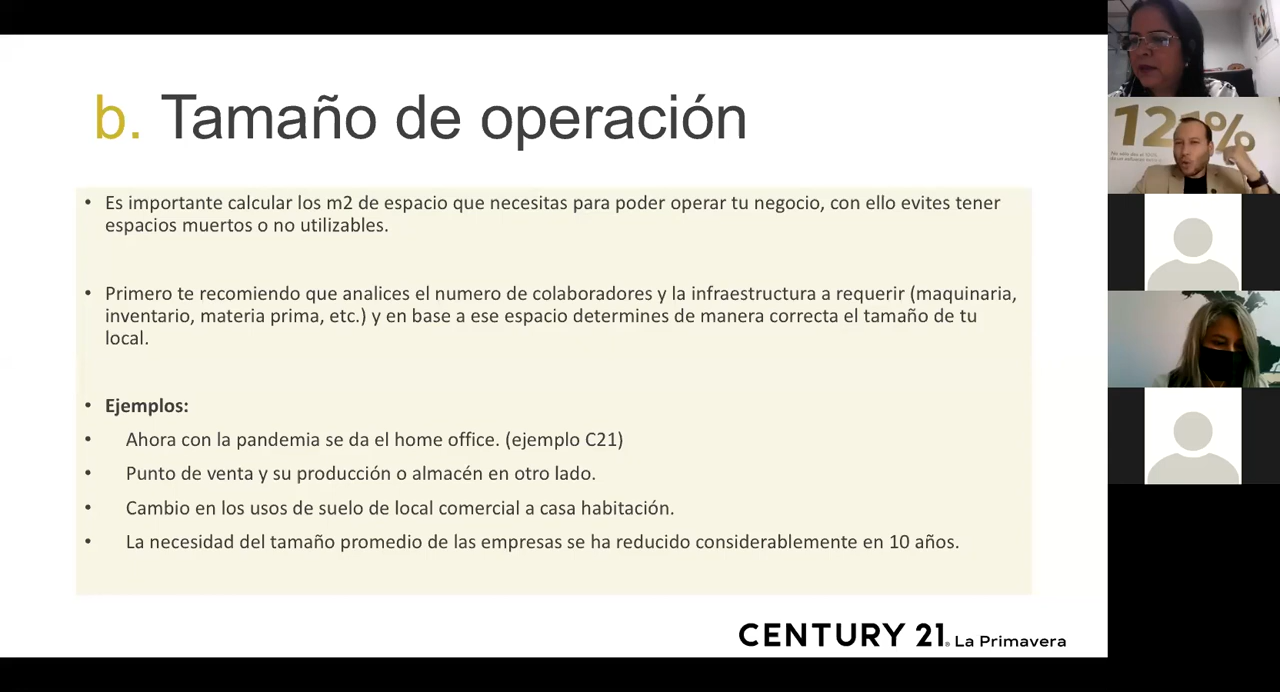 b. Tamaño de operación
• Es importante calcular los m2 de espacio que necesitas para poder operar tu negocio, con ello evites tener
espacios muertos o no utilizables.
• Primero te recomiendo que analices el numero de colaboradores y la infraestructura a requerir (maquinaria,
inventario, materia prima, etc.) y en base a ese espacio determines de manera correcta el tamaño de tu
local.
• Ejemplos:
• Ahora con la pandemia se da el home office. (ejemplo C21)
• Punto de venta y su producción o almacén en otro lado.
• Cambio en los usos de suelo de local comercial a casa habitación.
• La necesidad del tamaño promedio de las empresas se ha reducido considerablemente en 10 años.
CENTURY 21® La Primavera